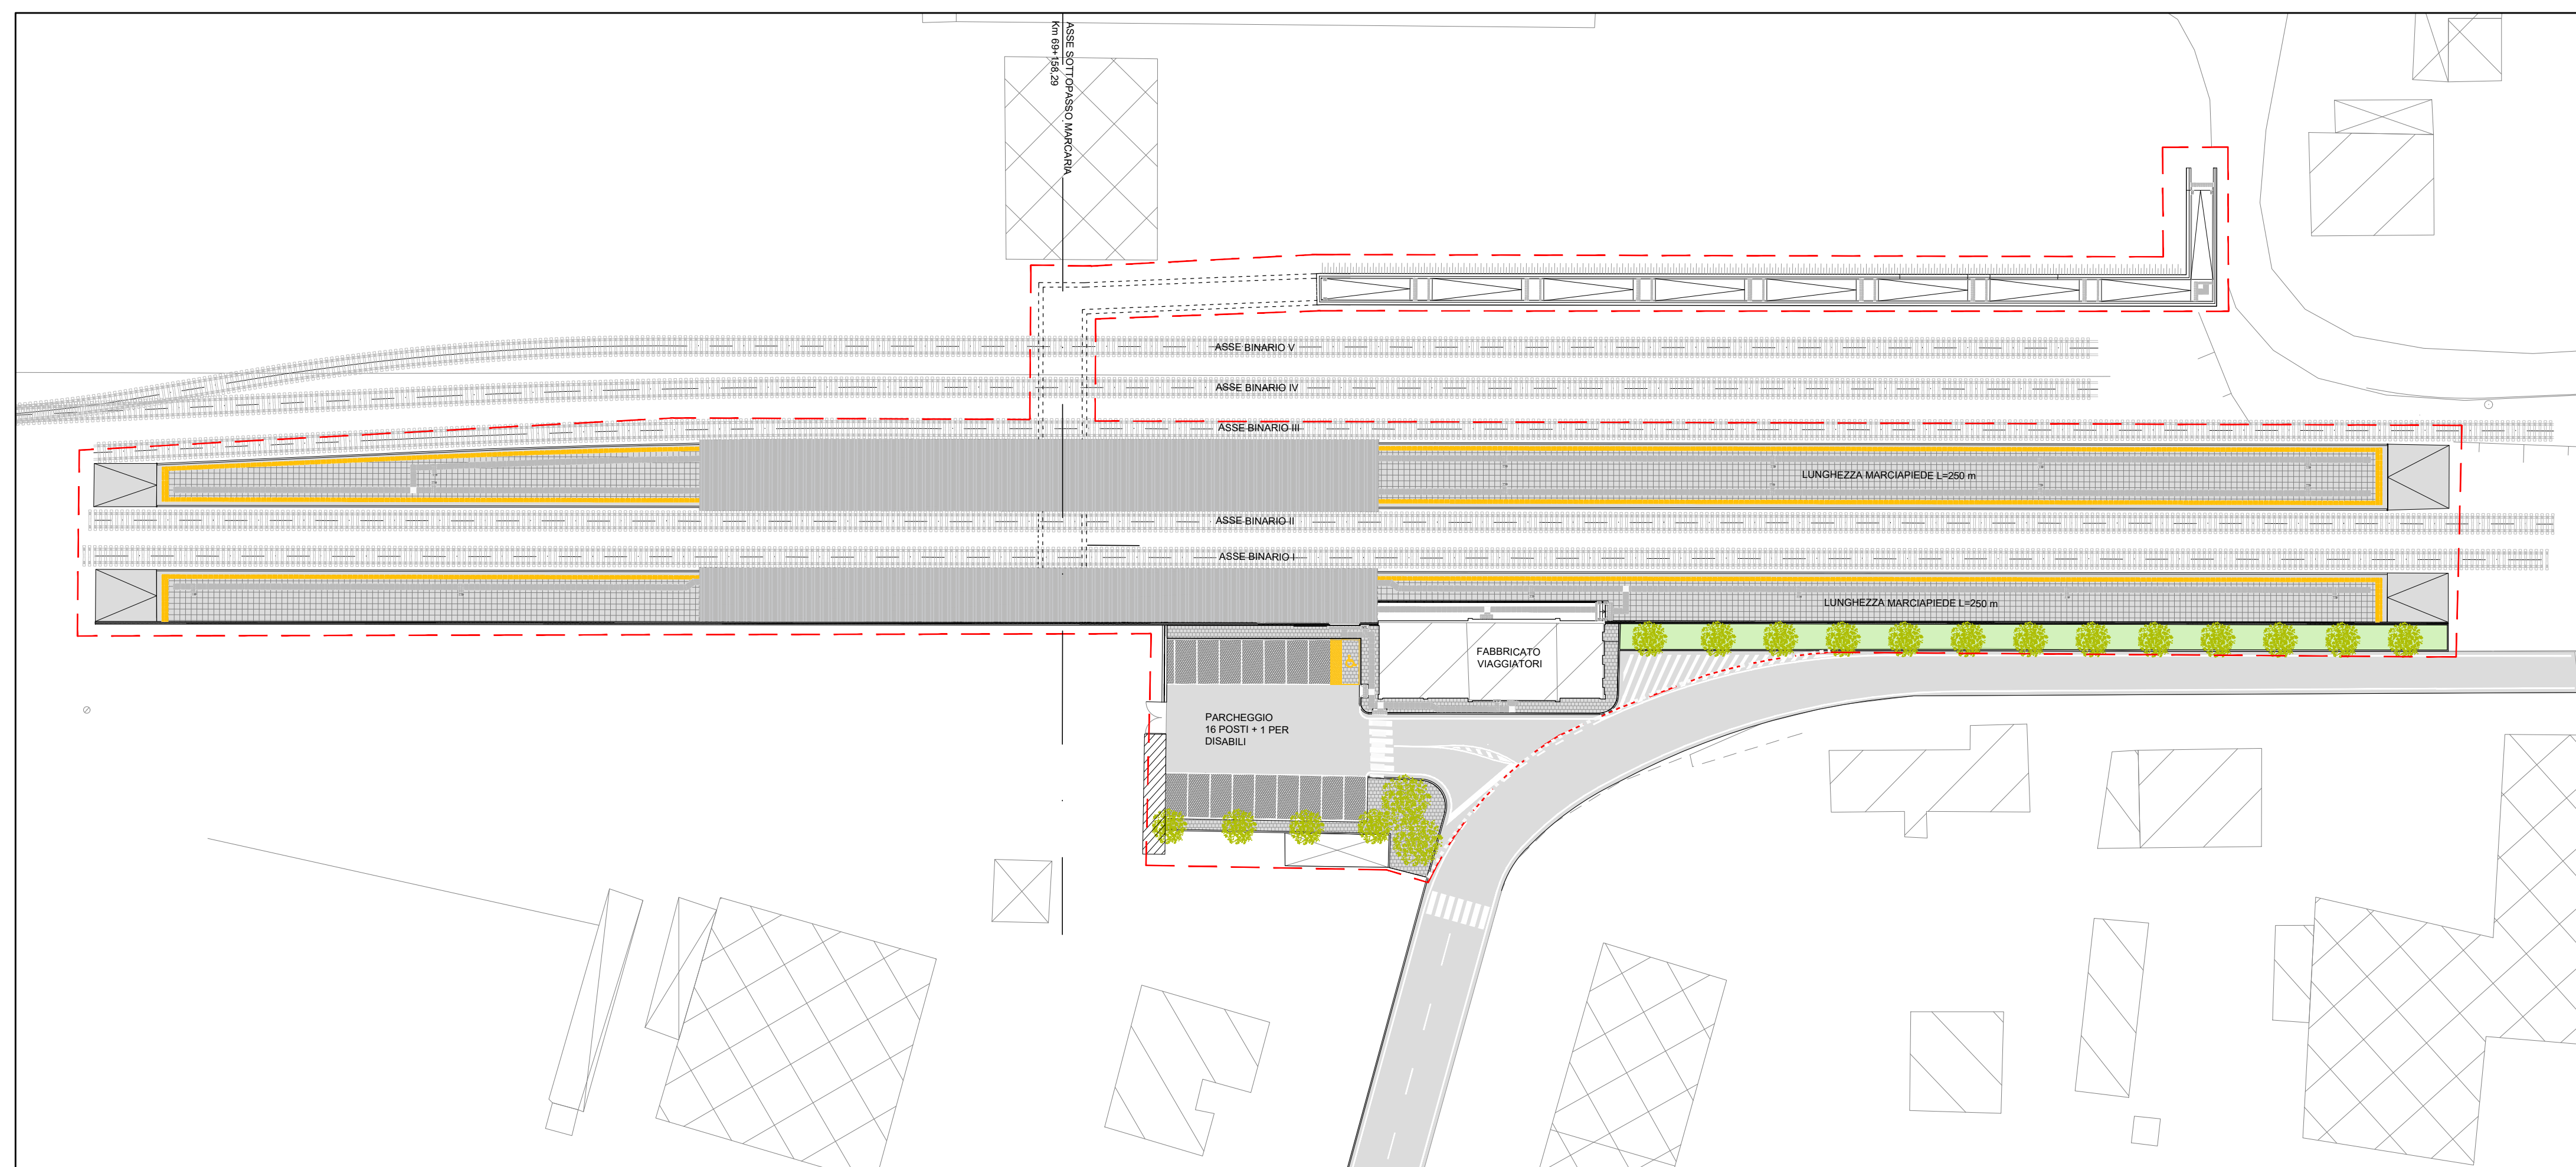 ASSE SOTTOPASSO MARCARIA
Km 69+158,29
ASSE BINARIO V
ASSE BINARIO IV
ASSE BINARIO III
LUNGHEZZA MARCIAPIEDE L=250 m
ASSE BINARIO II
ASSE BINARIO I
LUNGHEZZA MARCIAPIEDE L=250 m
FABBRICATO
VIAGGIATORI
PARCHEGGIO
16 POSTI + 1 PER
DISABILI